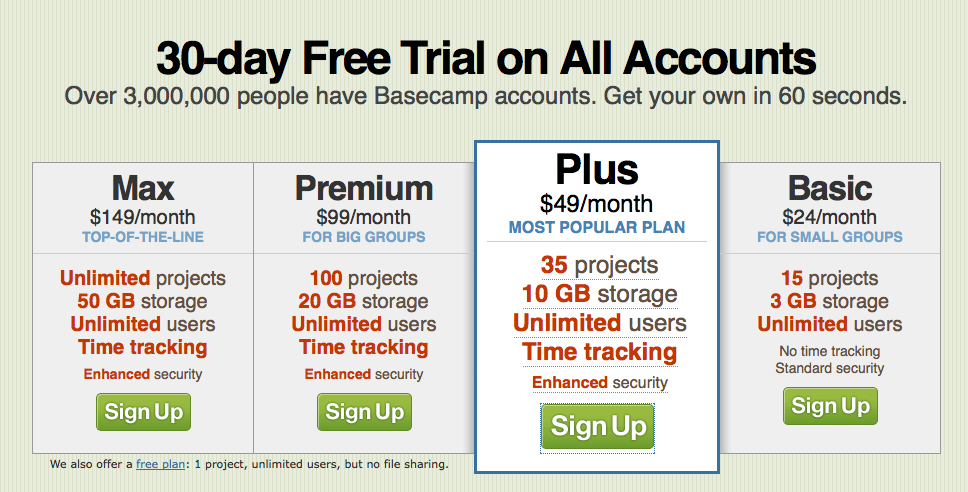 30-day Free Trial on All Accounts
Over 3,000,000 people have Basecamp accounts. Get your own in 60 seconds.
Max
$149/month
TOP-OF-THE-LINE
Unlimited projects
50 GB storage
Unlimited users
Time tracking
Enhanced security
Sign Up
Premium
$99/month
FOR BIG GROUPS
100 projects
20 GB storage
Unlimited users
Time tracking
Enhanced security
Sign Up
Plus
$49/month
MOST POPULAR PLAN
35 projects
10 GB storage
Unlimited users
Time tracking
Enhanced security
Sign Up
Basic
$24/month
FOR SMALL GROUPS
15 projects
3 GB storage
Unlimited users
No time tracking
Standard security
Sign Up
We also offer a free plan: 1 project, unlimited users, but no file sharing.